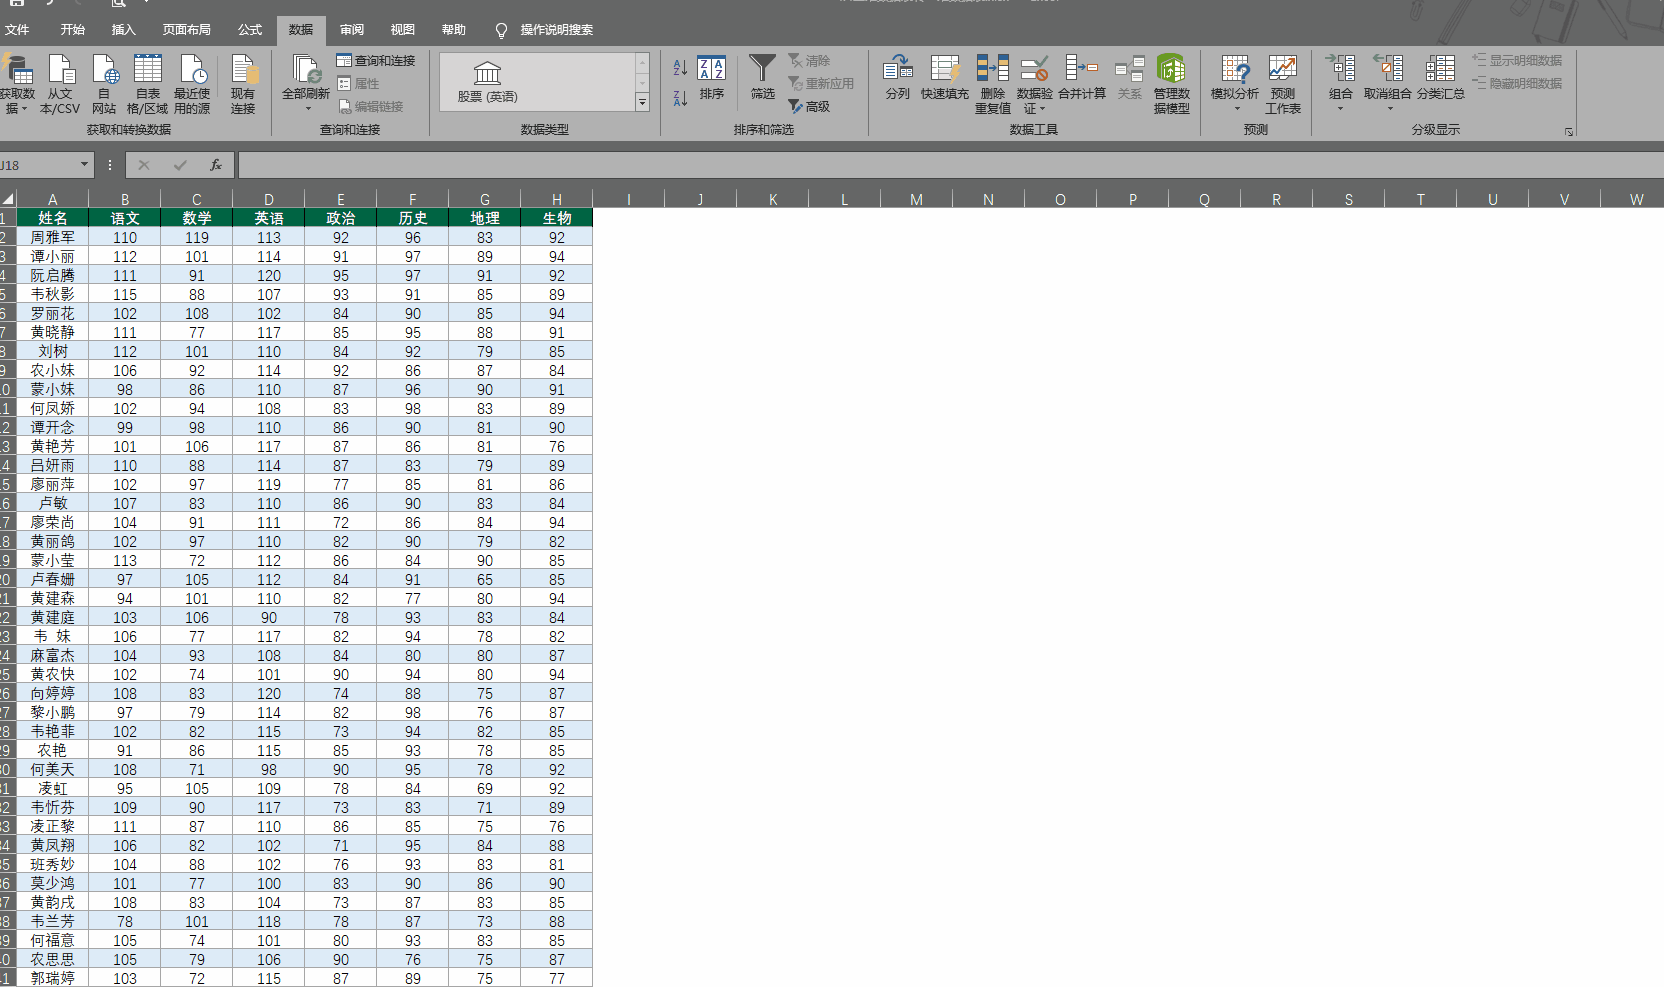 文件 开始 插入 页面布局 公式 数据 审阅 视图 帮助 操作说明搜索
获取数据 从文本/CSV 自网站 自表格/区域 最近使用的源 现有连接
获取和转换数据
全部刷新 查询和连接 属性 编辑链接
查询和连接
股票 (英语)
数据类型
排序 筛选 清除 重新应用 高级
排序和筛选
分列 快速填充 删除重复值 数据验证 合并计算 关系 管理数据模型
数据工具
模拟分析 预测工作表
预测
组合 取消组合 分类汇总 显示明细数据 隐藏明细数据
分级显示
J18 fx
A B C D E F G H I J K L M N O P Q R S T U V W
1 姓名 语文 数学 英语 政治 历史 地理 生物
2 周雅军 110 119 113 92 96 83 92
3 谭小丽 112 101 114 91 97 89 94
4 阮启腾 111 91 120 95 97 91 92
5 韦秋影 115 88 107 93 91 85 89
6 罗丽花 102 108 102 84 90 85 94
7 黄晓静 111 77 117 85 95 88 91
8 刘树 112 101 110 84 92 79 85
9 农小妹 106 92 114 92 86 87 84
10 蒙小妹 98 86 110 87 96 90 91
11 何凤娇 102 94 108 83 98 83 89
12 谭开念 99 98 110 86 90 81 90
13 黄艳芳 101 106 117 87 86 81 76
14 吕妍雨 110 88 114 87 83 79 89
15 廖丽萍 102 97 119 77 85 81 86
16 卢敏 107 83 110 86 90 83 84
17 廖荣尚 104 91 111 72 86 84 94
18 黄丽鸽 102 97 110 82 90 79 82
19 蒙小莹 113 72 112 86 84 90 85
20 卢春姗 97 105 112 84 91 65 85
21 黄建森 94 101 110 82 77 80 94
22 黄建庭 103 106 90 78 93 83 84
23 韦 妹 106 77 117 82 94 78 82
24 麻富杰 104 93 108 84 80 80 87
25 黄农快 102 74 101 90 94 80 94
26 向婷婷 108 83 120 74 88 75 87
27 黎小鹏 97 79 114 82 98 76 87
28 韦艳菲 102 82 115 73 94 82 85
29 农艳 91 86 115 85 93 78 85
30 何美天 108 71 98 90 95 78 92
31 凌虹 95 105 109 78 84 69 92
32 韦忻芬 109 90 117 73 83 71 89
33 凌正黎 111 87 110 86 85 75 76
34 黄凤翔 106 82 102 71 95 84 88
35 班秀妙 104 88 102 76 93 83 81
36 莫少鸿 101 77 100 83 90 86 90
37 黄韵戌 108 83 104 73 87 83 85
38 韦兰芳 78 101 118 78 87 73 88
39 何福意 105 74 101 80 93 83 85
40 农思思 105 79 106 90 76 75 87
41 郭瑞婷 103 72 115 87 89 75 77